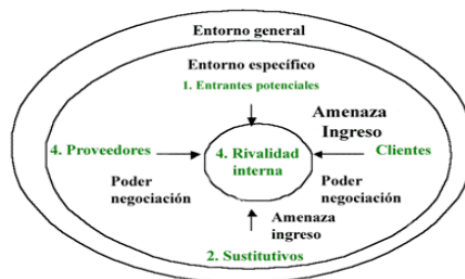 Entorno general
Entorno específico
1. Entrantes potenciales
Amenaza
Ingreso
4. Proveedores
4. Rivalidad
interna
Clientes
Poder
negociación
Poder
negociación
Amenaza
ingreso
2. Sustitutivos